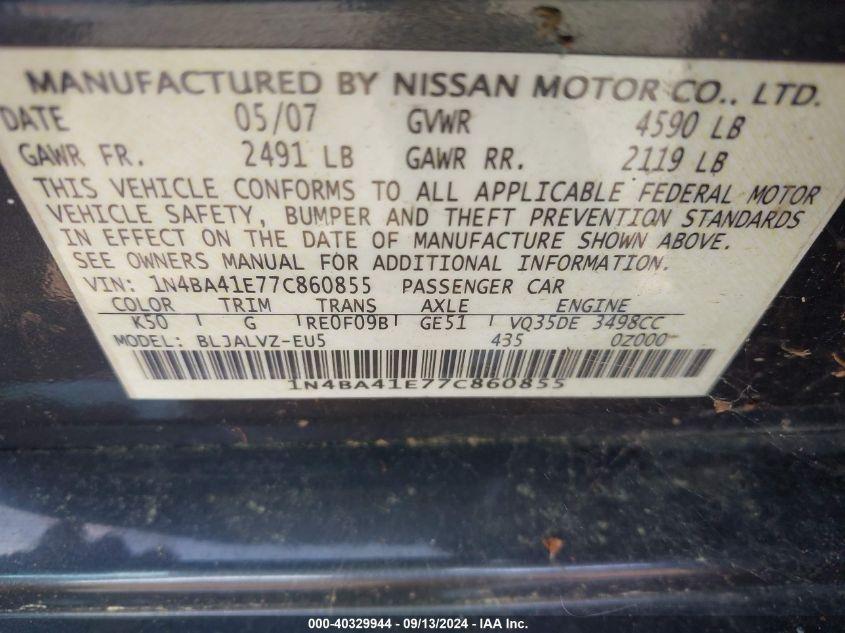 MANUFACTURED BY NISSAN MOTOR CO., LTD.
DATE 05/07 GVWR 4590 LB
GAWR FR. 2491 LB GAWR RR. 2119 LB
THIS VEHICLE CONFORMS TO ALL APPLICABLE FEDERAL MOTOR
VEHICLE SAFETY, BUMPER AND THEFT PREVENTION STANDARDS
IN EFFECT ON THE DATE OF MANUFACTURE SHOWN ABOVE.
SEE OWNERS MANUAL FOR ADDITIONAL INFORMATION.
VIN: 1N4BA41E77C860855 PASSENGER CAR
COLOR TRIM TRANS AXLE ENGINE
K50 G RE0F09B GE51 VQ35DE 3498CC
MODEL: BLJALVZ-EU5 435 0Z000
1N4BA41E77C860855
000-40329944 - 09/13/2024 - IAA Inc.